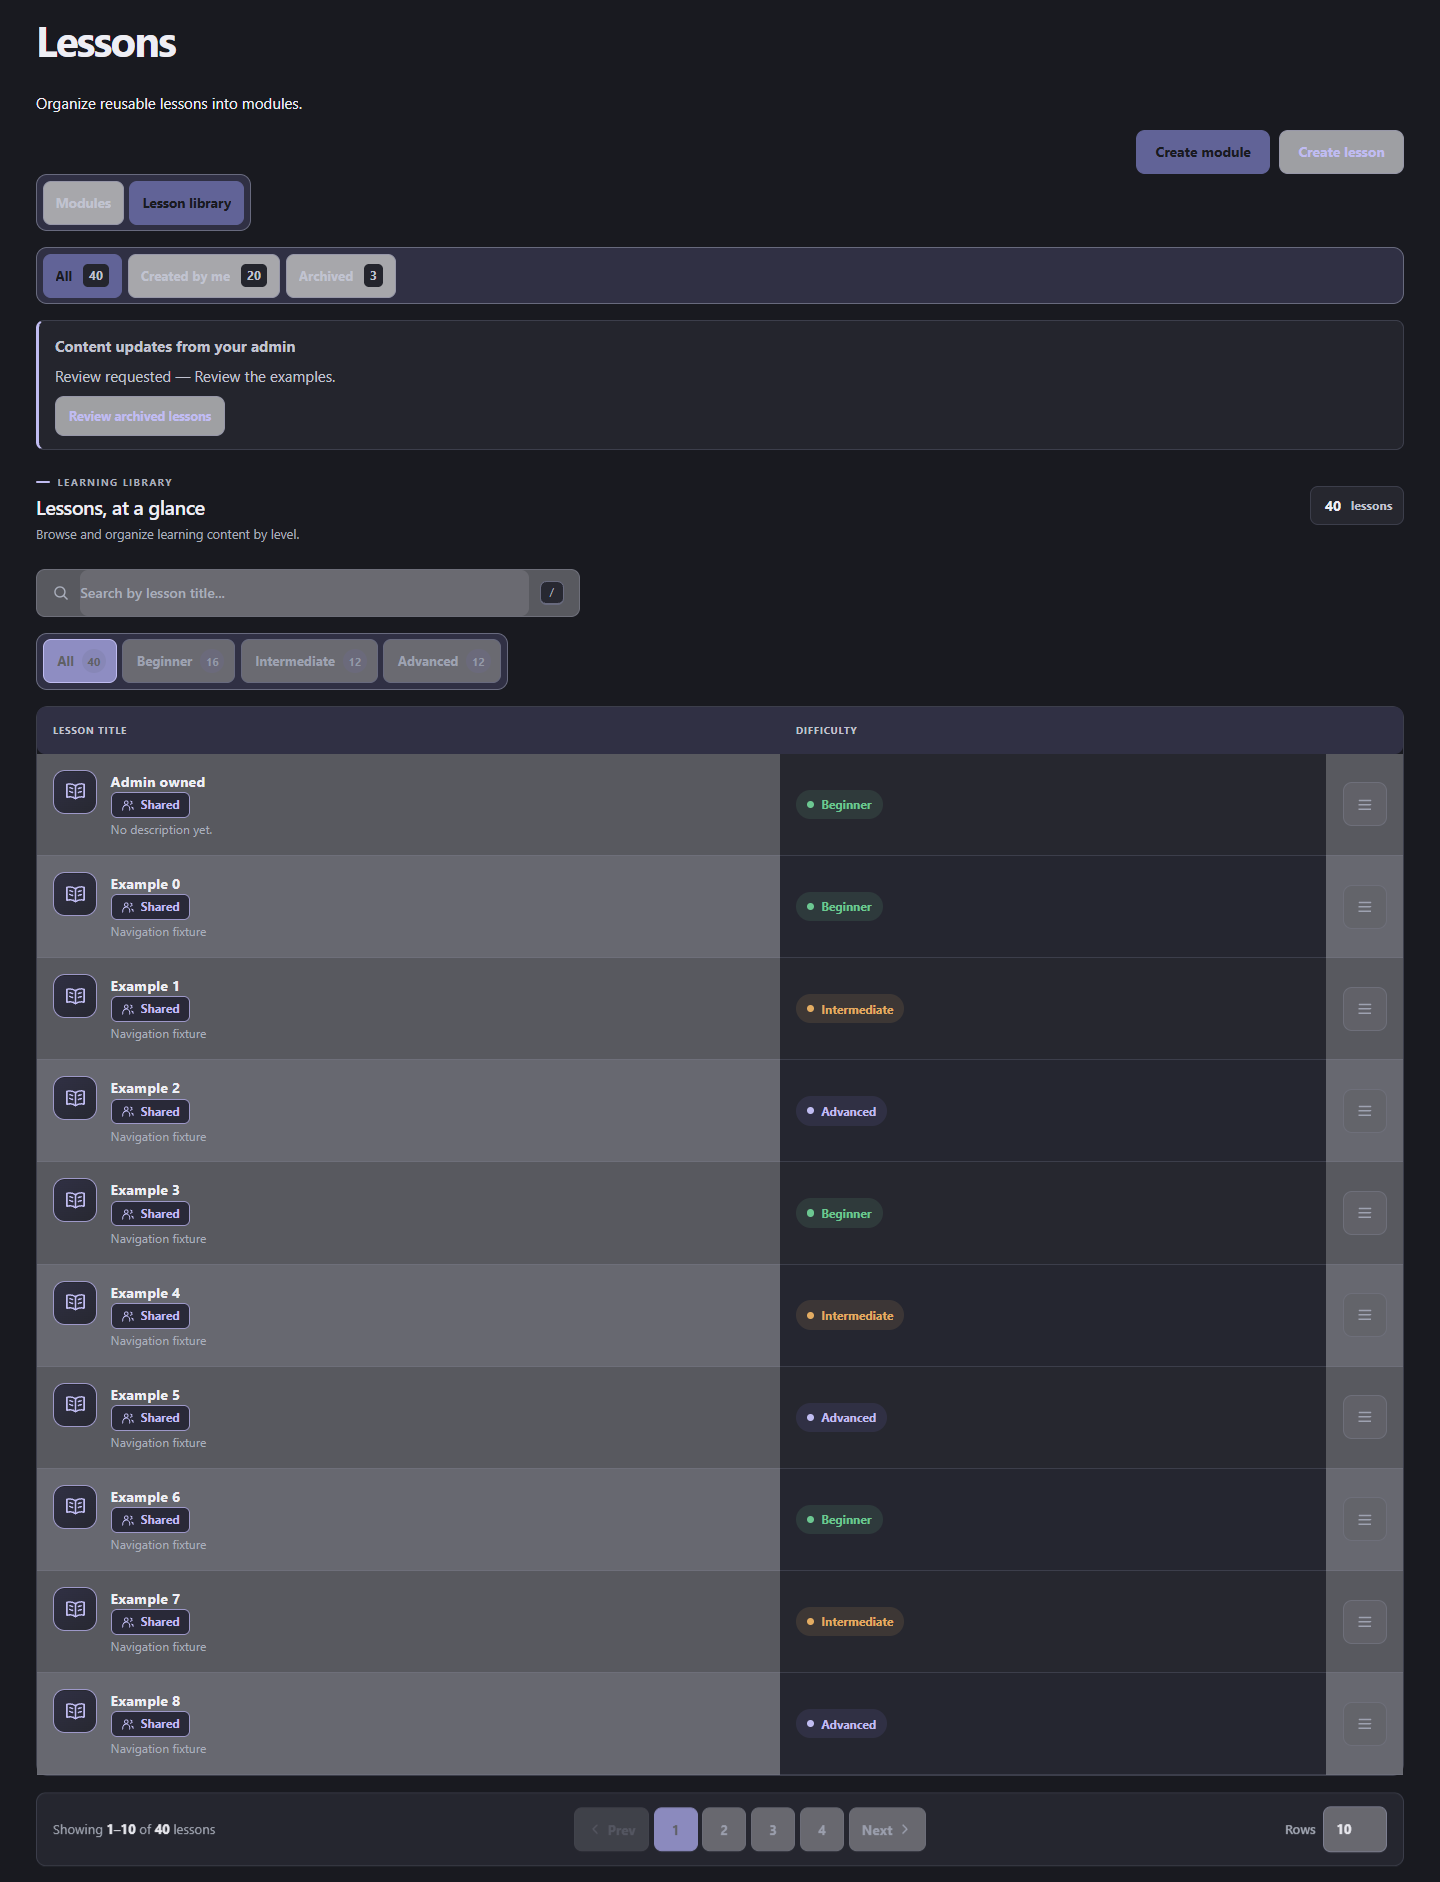 Lessons
Organize reusable lessons into modules.
Create module
Create lesson
Modules
Lesson library
All 40
Created by me 20
Archived 3
Content updates from your admin
Review requested — Review the examples.
Review archived lessons
LEARNING LIBRARY
Lessons, at a glance
Browse and organize learning content by level.
40 lessons
Search by lesson title...
/
All 40
Beginner 16
Intermediate 12
Advanced 12
LESSON TITLE
DIFFICULTY
Admin owned
Shared
No description yet.
Beginner
Example 0
Shared
Navigation fixture
Beginner
Example 1
Shared
Navigation fixture
Intermediate
Example 2
Shared
Navigation fixture
Advanced
Example 3
Shared
Navigation fixture
Beginner
Example 4
Shared
Navigation fixture
Intermediate
Example 5
Shared
Navigation fixture
Advanced
Example 6
Shared
Navigation fixture
Beginner
Example 7
Shared
Navigation fixture
Intermediate
Example 8
Shared
Navigation fixture
Advanced
Showing 1–10 of 40 lessons
Prev
1
2
3
4
Next
Rows
10